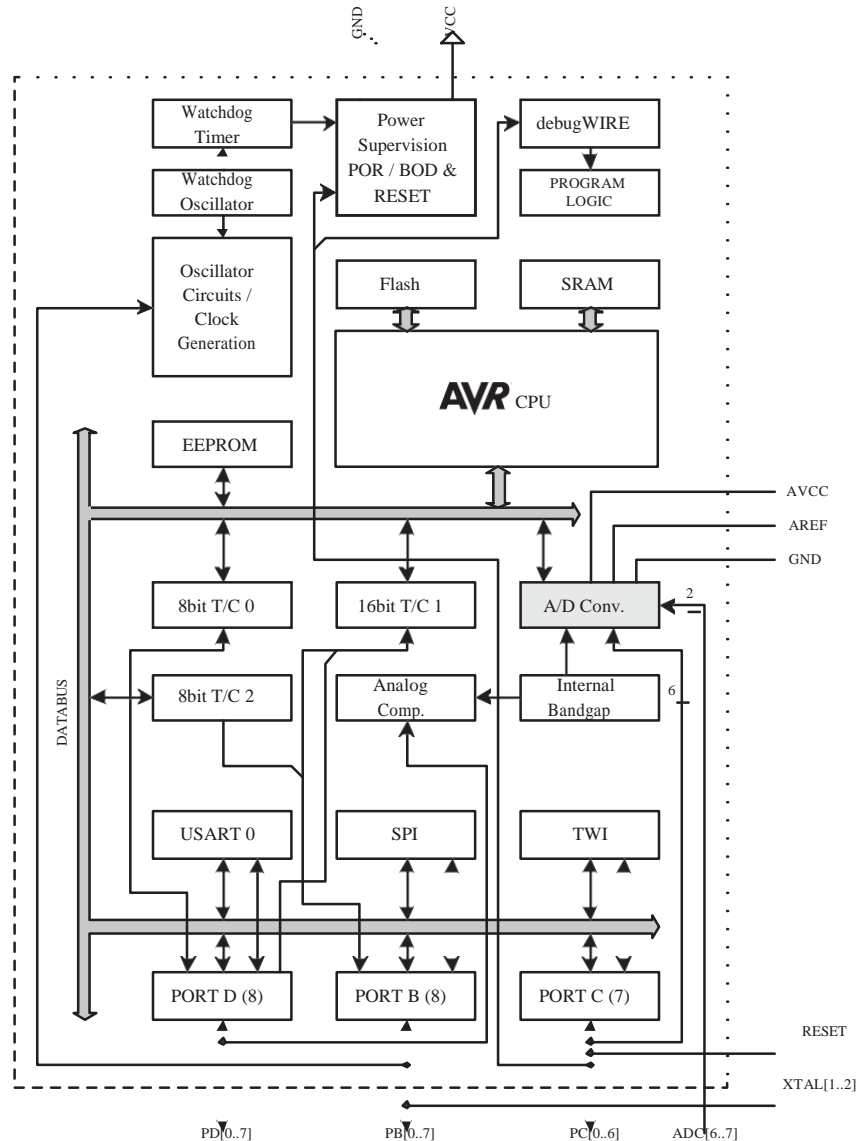 GND
VCC
Watchdog
Timer
Power
Supervision
POR / BOD &
RESET
debugWIRE
Watchdog
Oscillator
PROGRAM
LOGIC
Oscillator
Circuits /
Clock
Generation
Flash
SRAM
AVR CPU
EEPROM
AVCC
AREF
GND
8bit T/C 0
16bit T/C 1
A/D Conv.
2
DATABUS
8bit T/C 2
Analog
Comp.
Internal
Bandgap
6
USART 0
SPI
TWI
PORT D (8)
PORT B (8)
PORT C (7)
RESET
XTAL[1..2]
PD[0..7]
PB[0..7]
PC[0..6]
ADC[6..7]